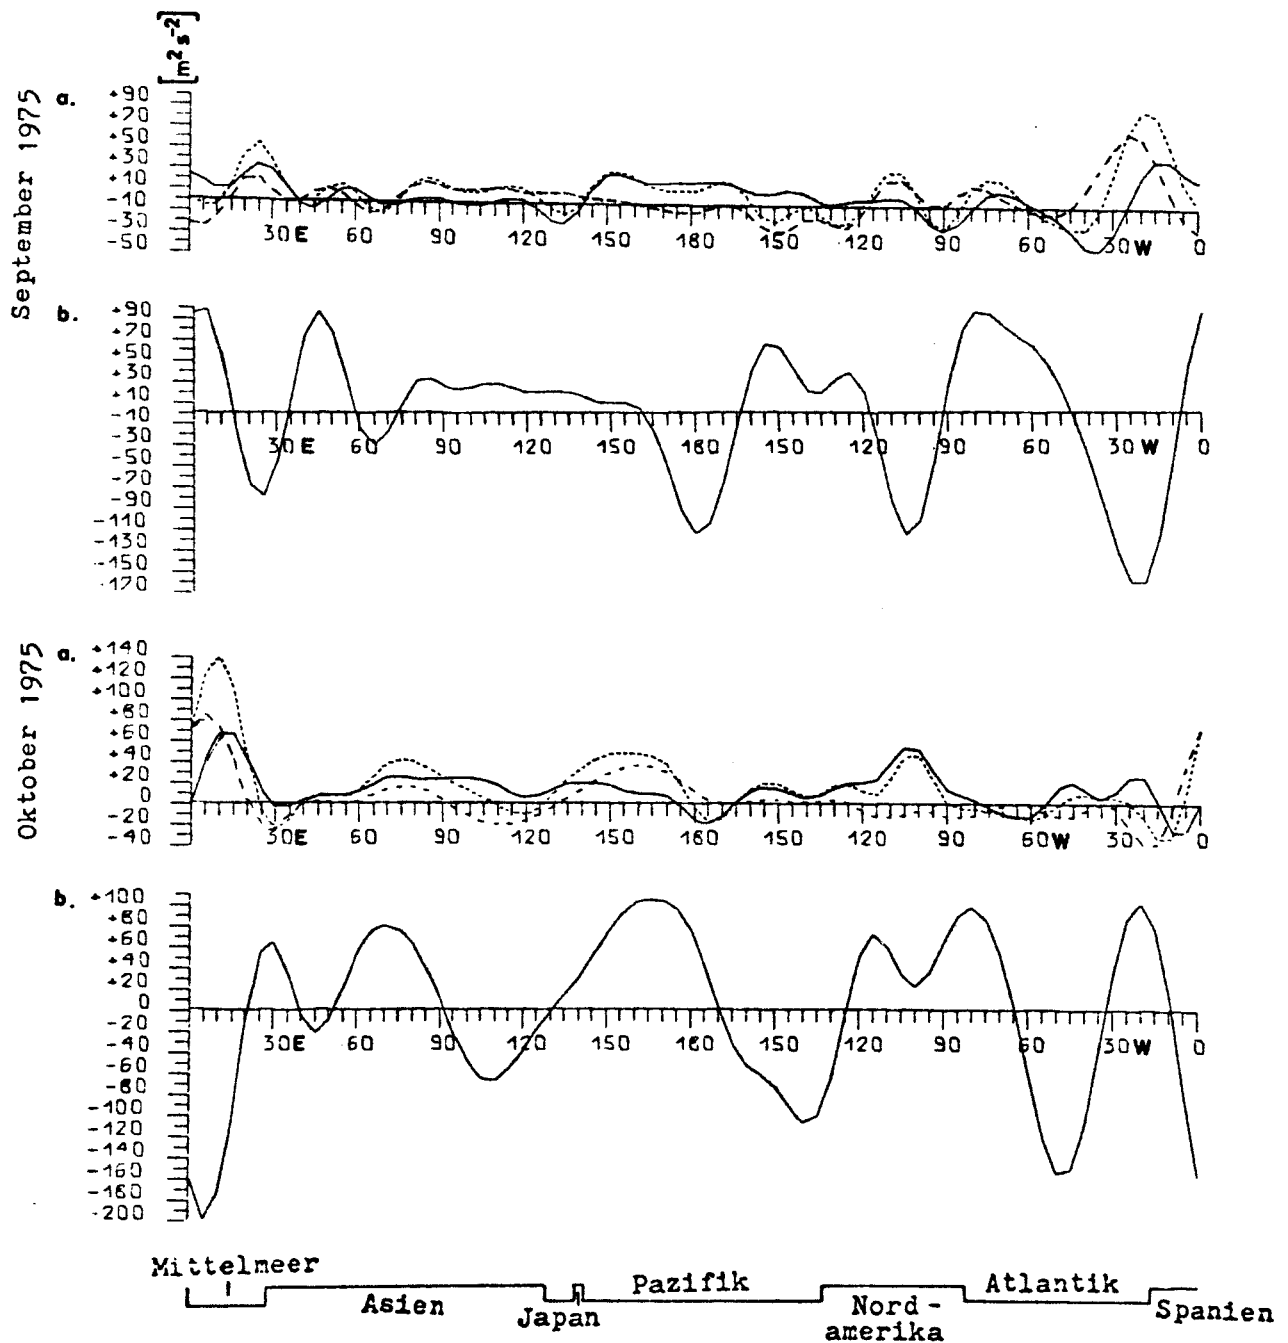 [m²s⁻²]
September 1975
a.
+90
+70
+50
+30
+10
-10
-30
-50
30E 60 90 120 150 180 150 120 90 60 30W 0
b.
+90
+70
+50
+30
+10
-10
-30
-50
-70
-90
-110
-130
-150
-170
30E 60 90 120 150 180 150 120 90 60 30W 0
Oktober 1975
a.
+140
+120
+100
+80
+60
+40
+20
0
-20
-40
30E 60 90 120 150 180 150 120 90 60W 30 0
b.
+100
+80
+60
+40
+20
0
-20
-40
-60
-80
-100
-120
-140
-160
-180
-200
30E 60 90 120 150 180 150 120 90 60 30W 0
Mittelmeer
Asien
Japan
Pazifik
Nord-
amerika
Atlantik
Spanien